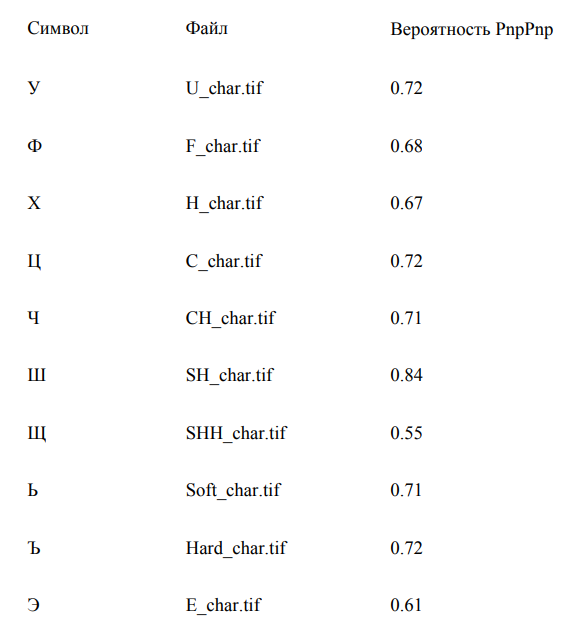 Символ Файл Вероятность PnpPnp
У U_char.tif 0.72
Ф F_char.tif 0.68
Х H_char.tif 0.67
Ц C_char.tif 0.72
Ч CH_char.tif 0.71
Ш SH_char.tif 0.84
Щ SHH_char.tif 0.55
Ь Soft_char.tif 0.71
Ъ Hard_char.tif 0.72
Э E_char.tif 0.61